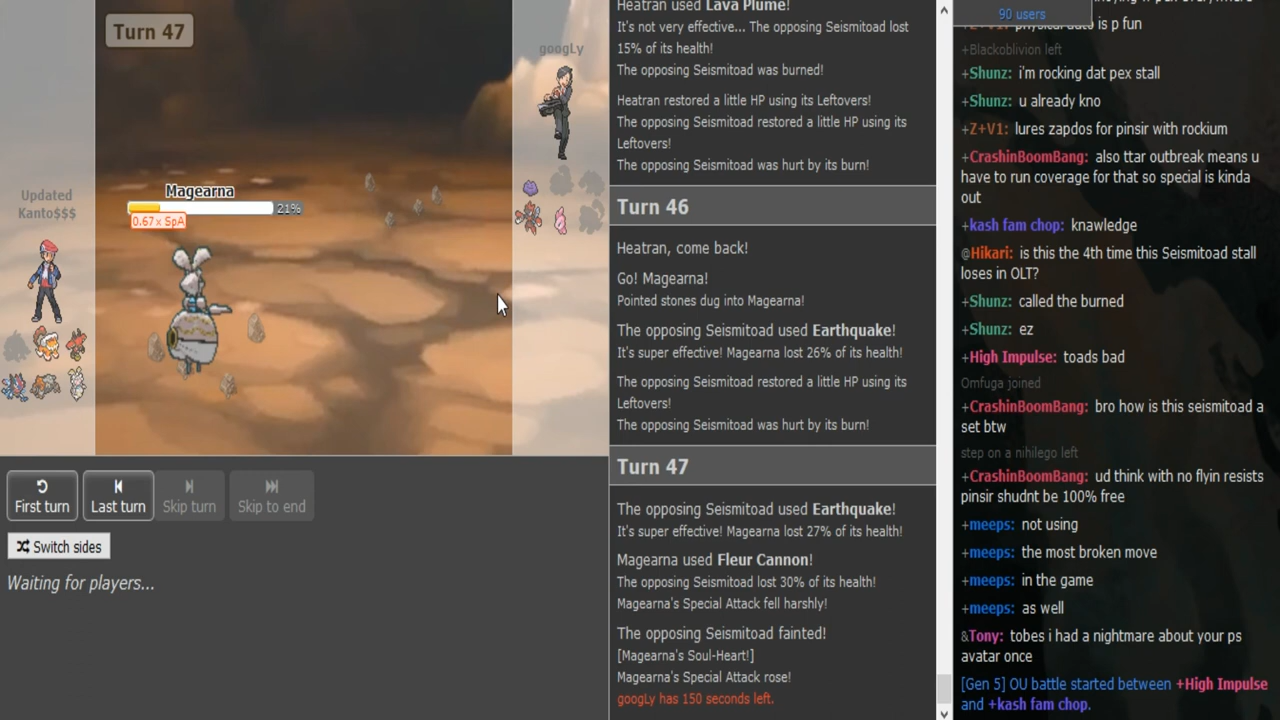 Turn 47
googLy
Updated
Kanto$$$
Magearna
21%
0.67× SpA
First turn
Last turn
Skip turn
Skip to end
Switch sides
Waiting for players...
Heatran used Lava Plume!
It's not very effective... The opposing Seismitoad lost
15% of its health!
The opposing Seismitoad was burned!
Heatran restored a little HP using its Leftovers!
The opposing Seismitoad restored a little HP using its
Leftovers!
The opposing Seismitoad was hurt by its burn!
Turn 46
Heatran, come back!
Go! Magearna!
Pointed stones dug into Magearna!
The opposing Seismitoad used Earthquake!
It's super effective! Magearna lost 26% of its health!
The opposing Seismitoad restored a little HP using its
Leftovers!
The opposing Seismitoad was hurt by its burn!
Turn 47
The opposing Seismitoad used Earthquake!
It's super effective! Magearna lost 27% of its health!
Magearna used Fleur Cannon!
The opposing Seismitoad lost 30% of its health!
Magearna's Special Attack fell harshly!
The opposing Seismitoad fainted!
[Magearna's Soul-Heart!]
Magearna's Special Attack rose!
googLy has 150 seconds left.
90 users
+Z+V1: physical auto is p fun
+Blackoblivion left
+Shunz: i'm rocking dat pex stall
+Shunz: u already kno
+Z+V1: lures zapdos for pinsir with rockium
+CrashinBoomBang: also ttar outbreak means u
have to run coverage for that so special is kinda
out
+kash fam chop: knawledge
@Hikari: is this the 4th time this Seismitoad stall
loses in OLT?
+Shunz: called the burned
+Shunz: ez
+High Impulse: toads bad
Omfuga joined
+CrashinBoomBang: bro how is this seismitoad a
set btw
step on a nihilego left
+CrashinBoomBang: ud think with no flyin resists
pinsir shudnt be 100% free
+meeps: not using
+meeps: the most broken move
+meeps: in the game
+meeps: as well
&Tony: tobes i had a nightmare about your ps
avatar once
[Gen 5] OU battle started between +High Impulse
and +kash fam chop.